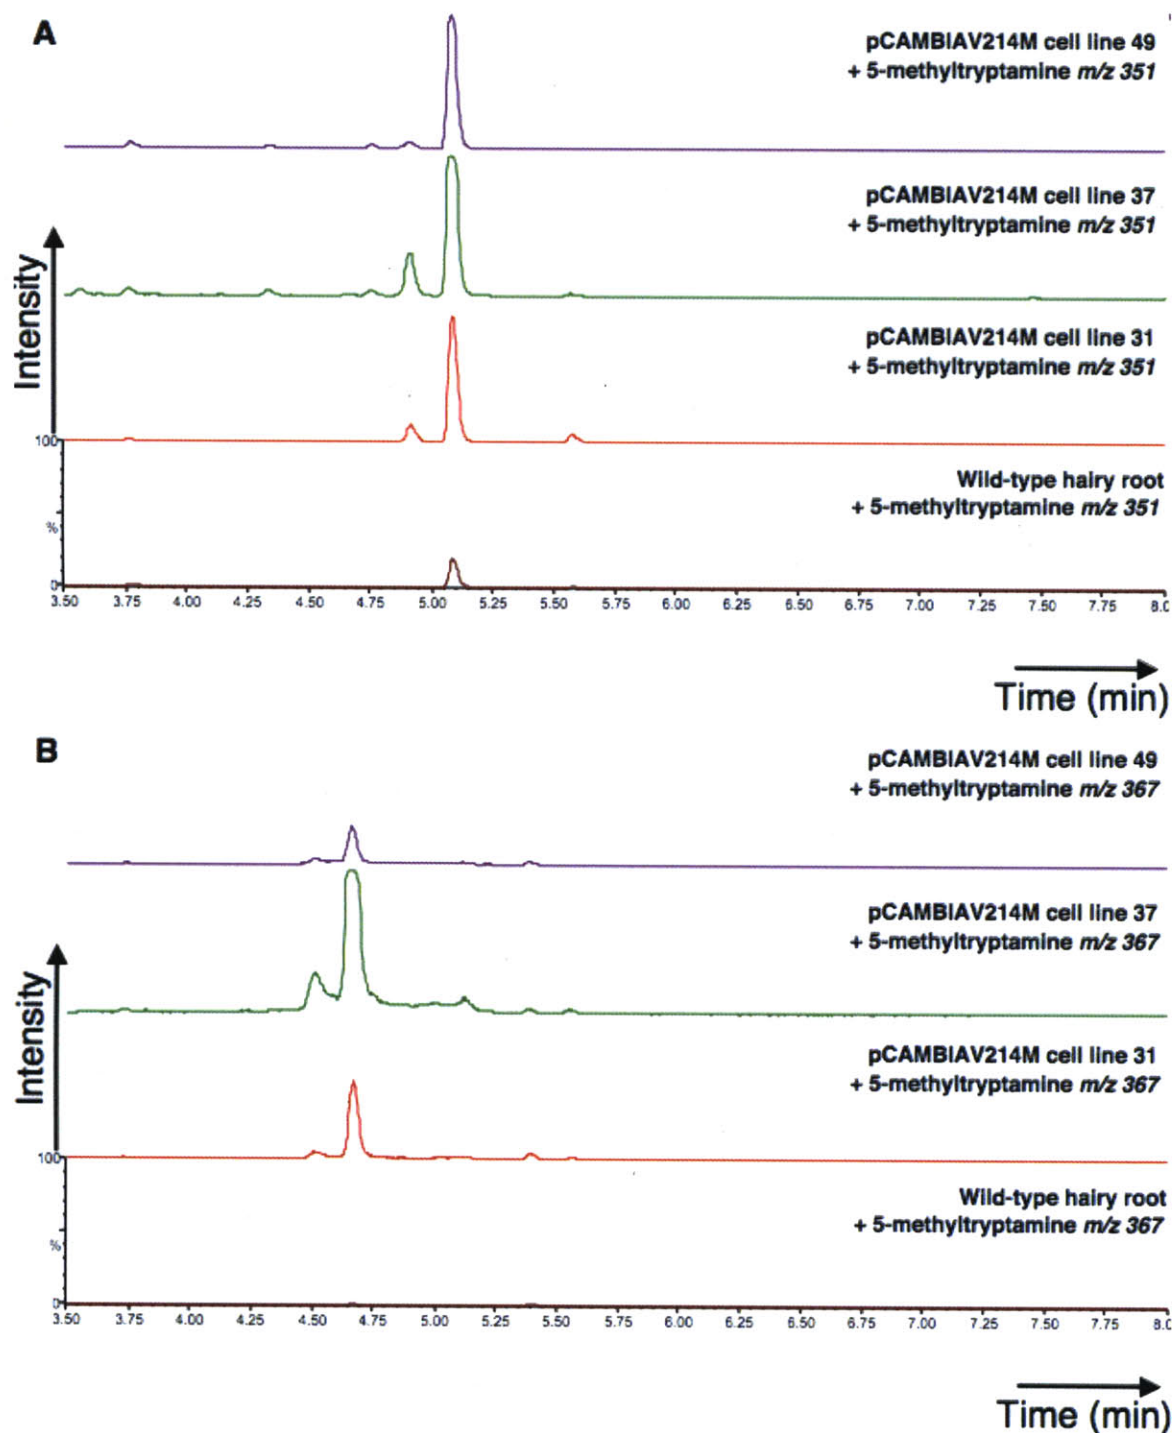 A
pCAMBIAV214M cell line 49
+ 5-methyltryptamine m/z 351
pCAMBIAV214M cell line 37
+ 5-methyltryptamine m/z 351
Intensity
pCAMBIAV214M cell line 31
+ 5-methyltryptamine m/z 351
100
Wild-type hairy root
+ 5-methyltryptamine m/z 351
%
0
3.50 3.75 4.00 4.25 4.50 4.75 5.00 5.25 5.50 5.75 6.00 6.25 6.50 6.75 7.00 7.25 7.50 7.75 8.0
Time (min)
B
pCAMBIAV214M cell line 49
+ 5-methyltryptamine m/z 367
pCAMBIAV214M cell line 37
+ 5-methyltryptamine m/z 367
Intensity
pCAMBIAV214M cell line 31
+ 5-methyltryptamine m/z 367
100
Wild-type hairy root
+ 5-methyltryptamine m/z 367
%
0
3.50 3.75 4.00 4.25 4.50 4.75 5.00 5.25 5.50 5.75 6.00 6.25 6.50 6.75 7.00 7.25 7.50 7.75 8.0
Time (min)